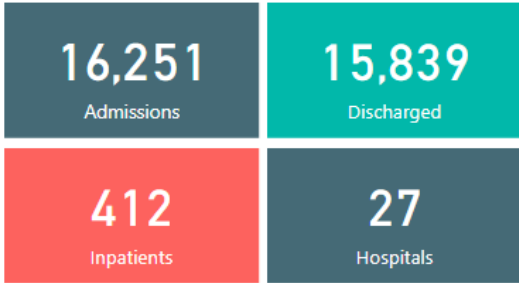 16,251
Admissions
15,839
Discharged
412
Inpatients
27
Hospitals